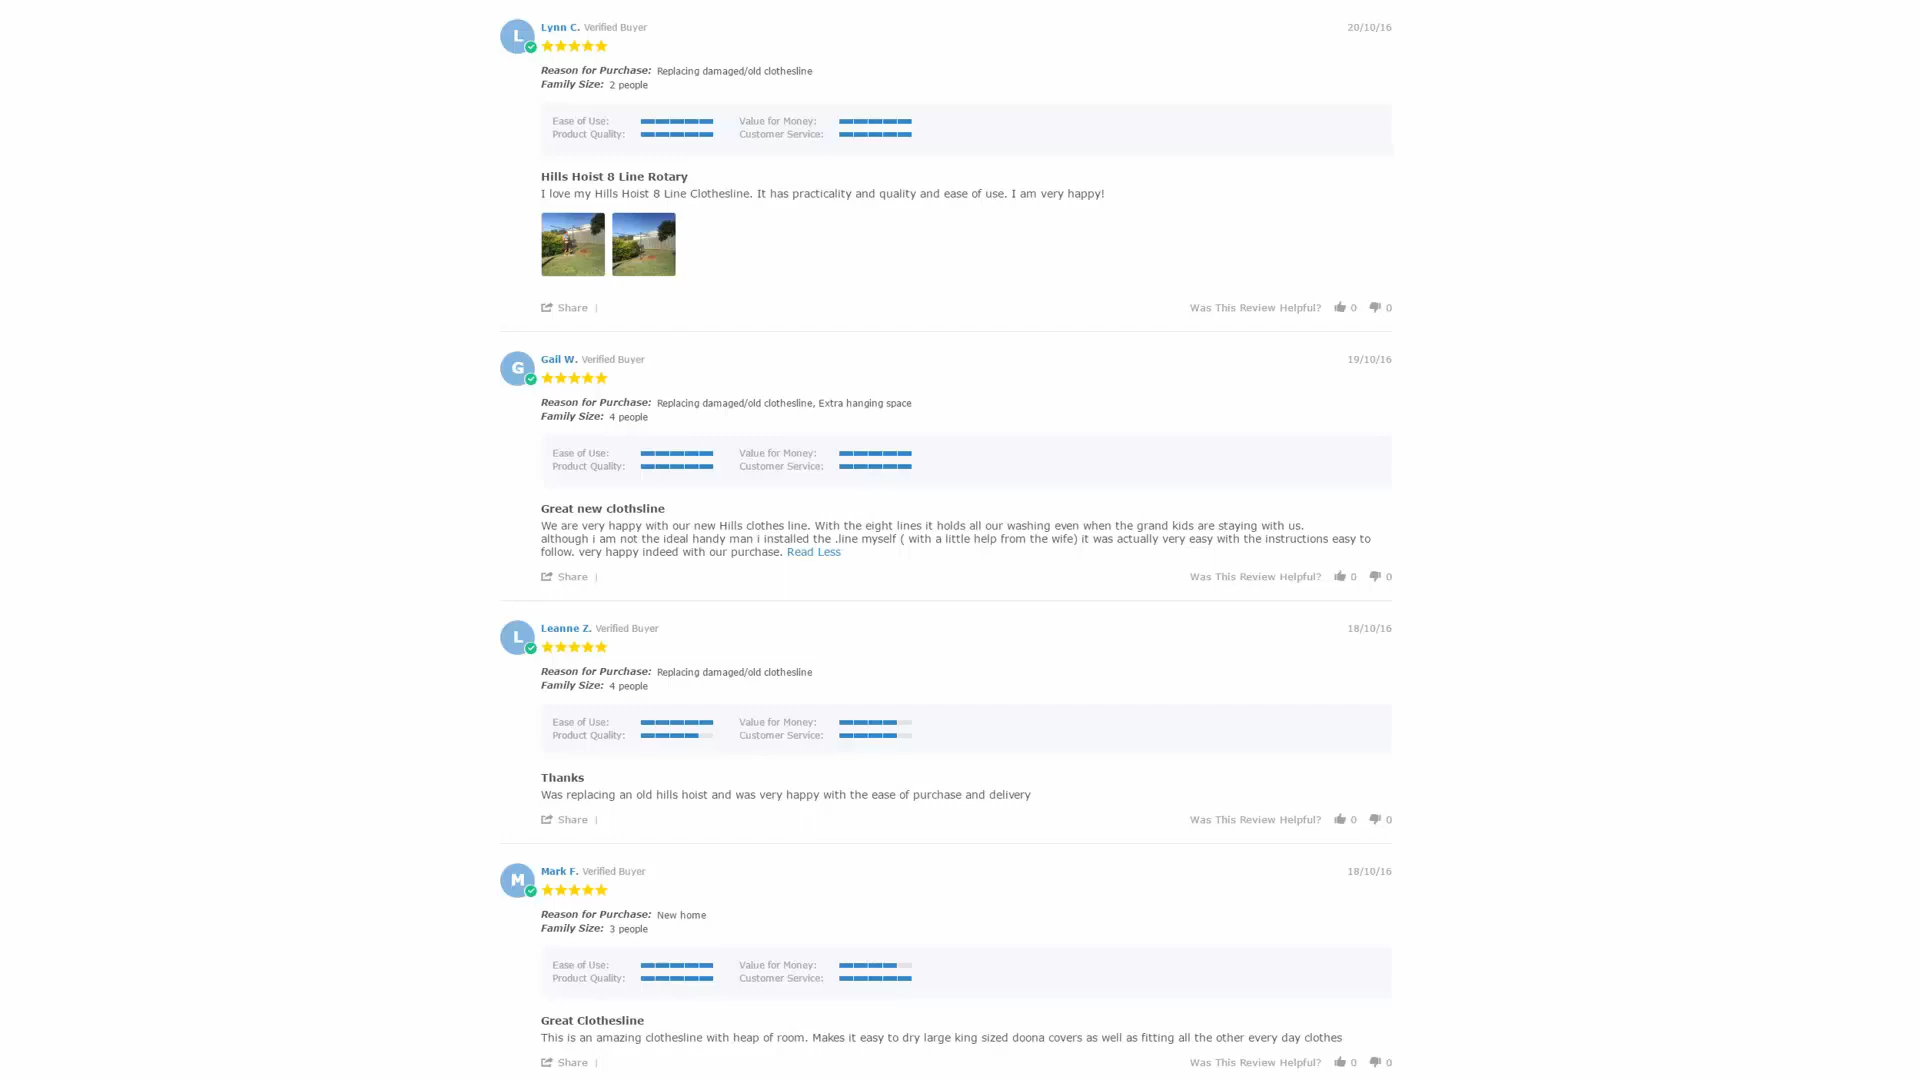 L
Lynn C. Verified Buyer 20/10/16
Reason for Purchase: Replacing damaged/old clothesline
Family Size: 2 people
Ease of Use: Value for Money:
Product Quality: Customer Service:
Hills Hoist 8 Line Rotary
I love my Hills Hoist 8 Line Clothesline. It has practicality and quality and ease of use. I am very happy!
Share | Was This Review Helpful? 0 0
G
Gail W. Verified Buyer 19/10/16
Reason for Purchase: Replacing damaged/old clothesline, Extra hanging space
Family Size: 4 people
Ease of Use: Value for Money:
Product Quality: Customer Service:
Great new clothsline
We are very happy with our new Hills clothes line. With the eight lines it holds all our washing even when the grand kids are staying with us.
although i am not the ideal handy man i installed the .line myself ( with a little help from the wife) it was actually very easy with the instructions easy to
follow. very happy indeed with our purchase. Read Less
Share | Was This Review Helpful? 0 0
L
Leanne Z. Verified Buyer 18/10/16
Reason for Purchase: Replacing damaged/old clothesline
Family Size: 4 people
Ease of Use: Value for Money:
Product Quality: Customer Service:
Thanks
Was replacing an old hills hoist and was very happy with the ease of purchase and delivery
Share | Was This Review Helpful? 0 0
M
Mark F. Verified Buyer 18/10/16
Reason for Purchase: New home
Family Size: 3 people
Ease of Use: Value for Money:
Product Quality: Customer Service:
Great Clothesline
This is an amazing clothesline with heap of room. Makes it easy to dry large king sized doona covers as well as fitting all the other every day clothes
Share | Was This Review Helpful? 0 0